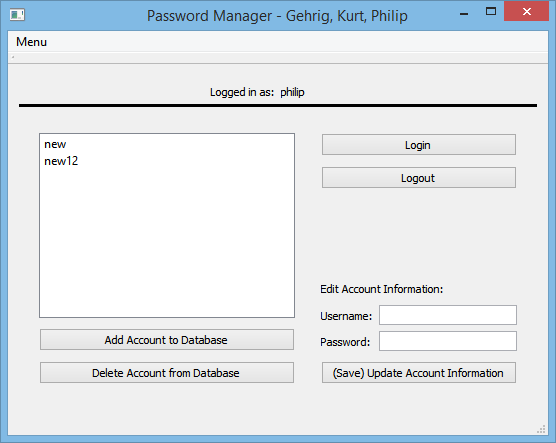 Password Manager - Gehrig, Kurt, Philip
Menu
Logged in as: philip
new
new12
Login
Logout
Edit Account Information:
Username:
Password:
Add Account to Database
Delete Account from Database
(Save) Update Account Information